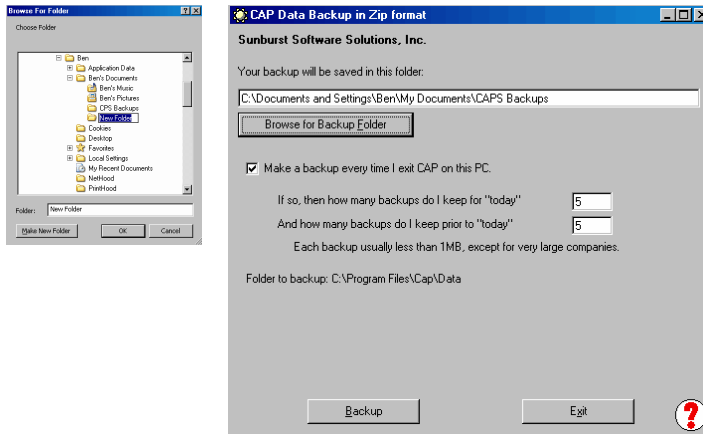 Browse For Folder
Choose Folder
Ben
Application Data
Ben's Documents
Ben's Music
Ben's Pictures
CPS Backups
New Folder
Cookies
Desktop
Favorites
Local Settings
My Recent Documents
NetHood
PrintHood
Folder: New Folder
Make New Folder OK Cancel
CAP Data Backup in Zip format
Sunburst Software Solutions, Inc.
Your backup will be saved in this folder:
C:\Documents and Settings\Ben\My Documents\CAPS Backups
Browse for Backup Folder
Make a backup every time I exit CAP on this PC.
If so, then how many backups do I keep for "today" 5
And how many backups do I keep prior to "today" 5
Each backup usually less than 1MB, except for very large companies.
Folder to backup: C:\Program Files\Cap\Data
Backup Exit
?